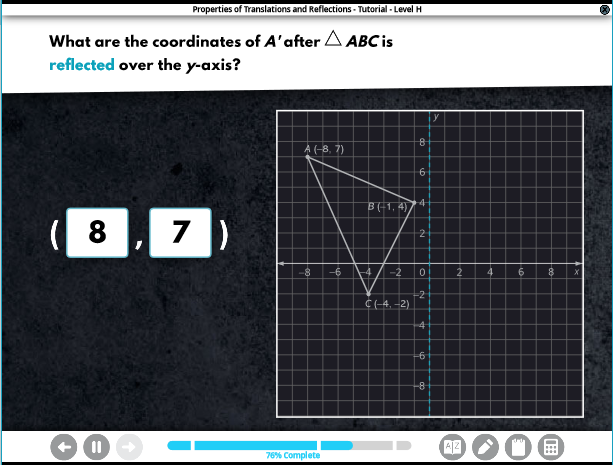 Properties of Translations and Reflections - Tutorial - Level H
What are the coordinates of A′ after △ ABC is
reflected over the y-axis?
( 8 , 7 )
y
8
A (−8, 7)
6
B (−1, 4) 4
2
−8 −6 −4 −2 0 2 4 6 8 x
−2
C (−4, −2)
−4
−6
−8
76% Complete
A Z